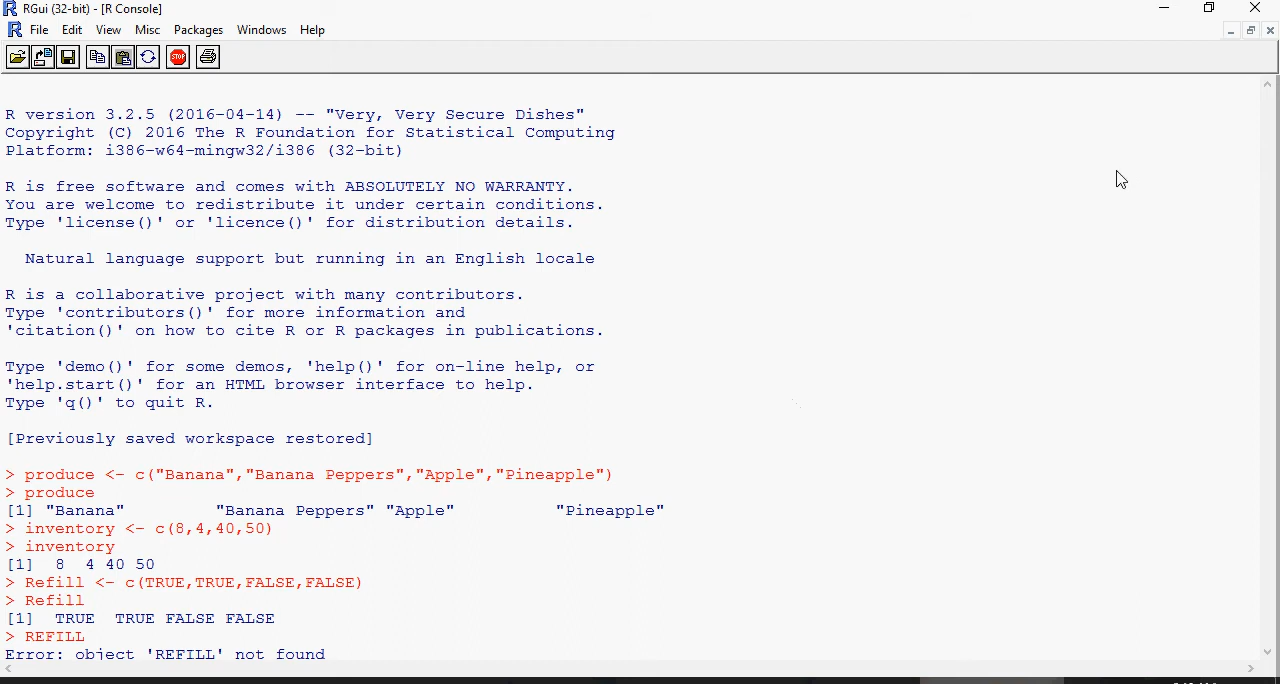 RGui (32-bit) - [R Console]
File Edit View Misc Packages Windows Help
STOP
R version 3.2.5 (2016-04-14) -- "Very, Very Secure Dishes"
Copyright (C) 2016 The R Foundation for Statistical Computing
Platform: i386-w64-mingw32/i386 (32-bit)
R is free software and comes with ABSOLUTELY NO WARRANTY.
You are welcome to redistribute it under certain conditions.
Type 'license()' or 'licence()' for distribution details.
Natural language support but running in an English locale
R is a collaborative project with many contributors.
Type 'contributors()' for more information and
'citation()' on how to cite R or R packages in publications.
Type 'demo()' for some demos, 'help()' for on-line help, or
'help.start()' for an HTML browser interface to help.
Type 'q()' to quit R.
[Previously saved workspace restored]
> produce <- c("Banana","Banana Peppers","Apple","Pineapple")
> produce
[1] "Banana"         "Banana Peppers" "Apple"          "Pineapple"
> inventory <- c(8,4,40,50)
> inventory
[1]  8  4 40 50
> Refill <- c(TRUE,TRUE,FALSE,FALSE)
> Refill
[1]  TRUE  TRUE FALSE FALSE
> REFILL
Error: object 'REFILL' not found